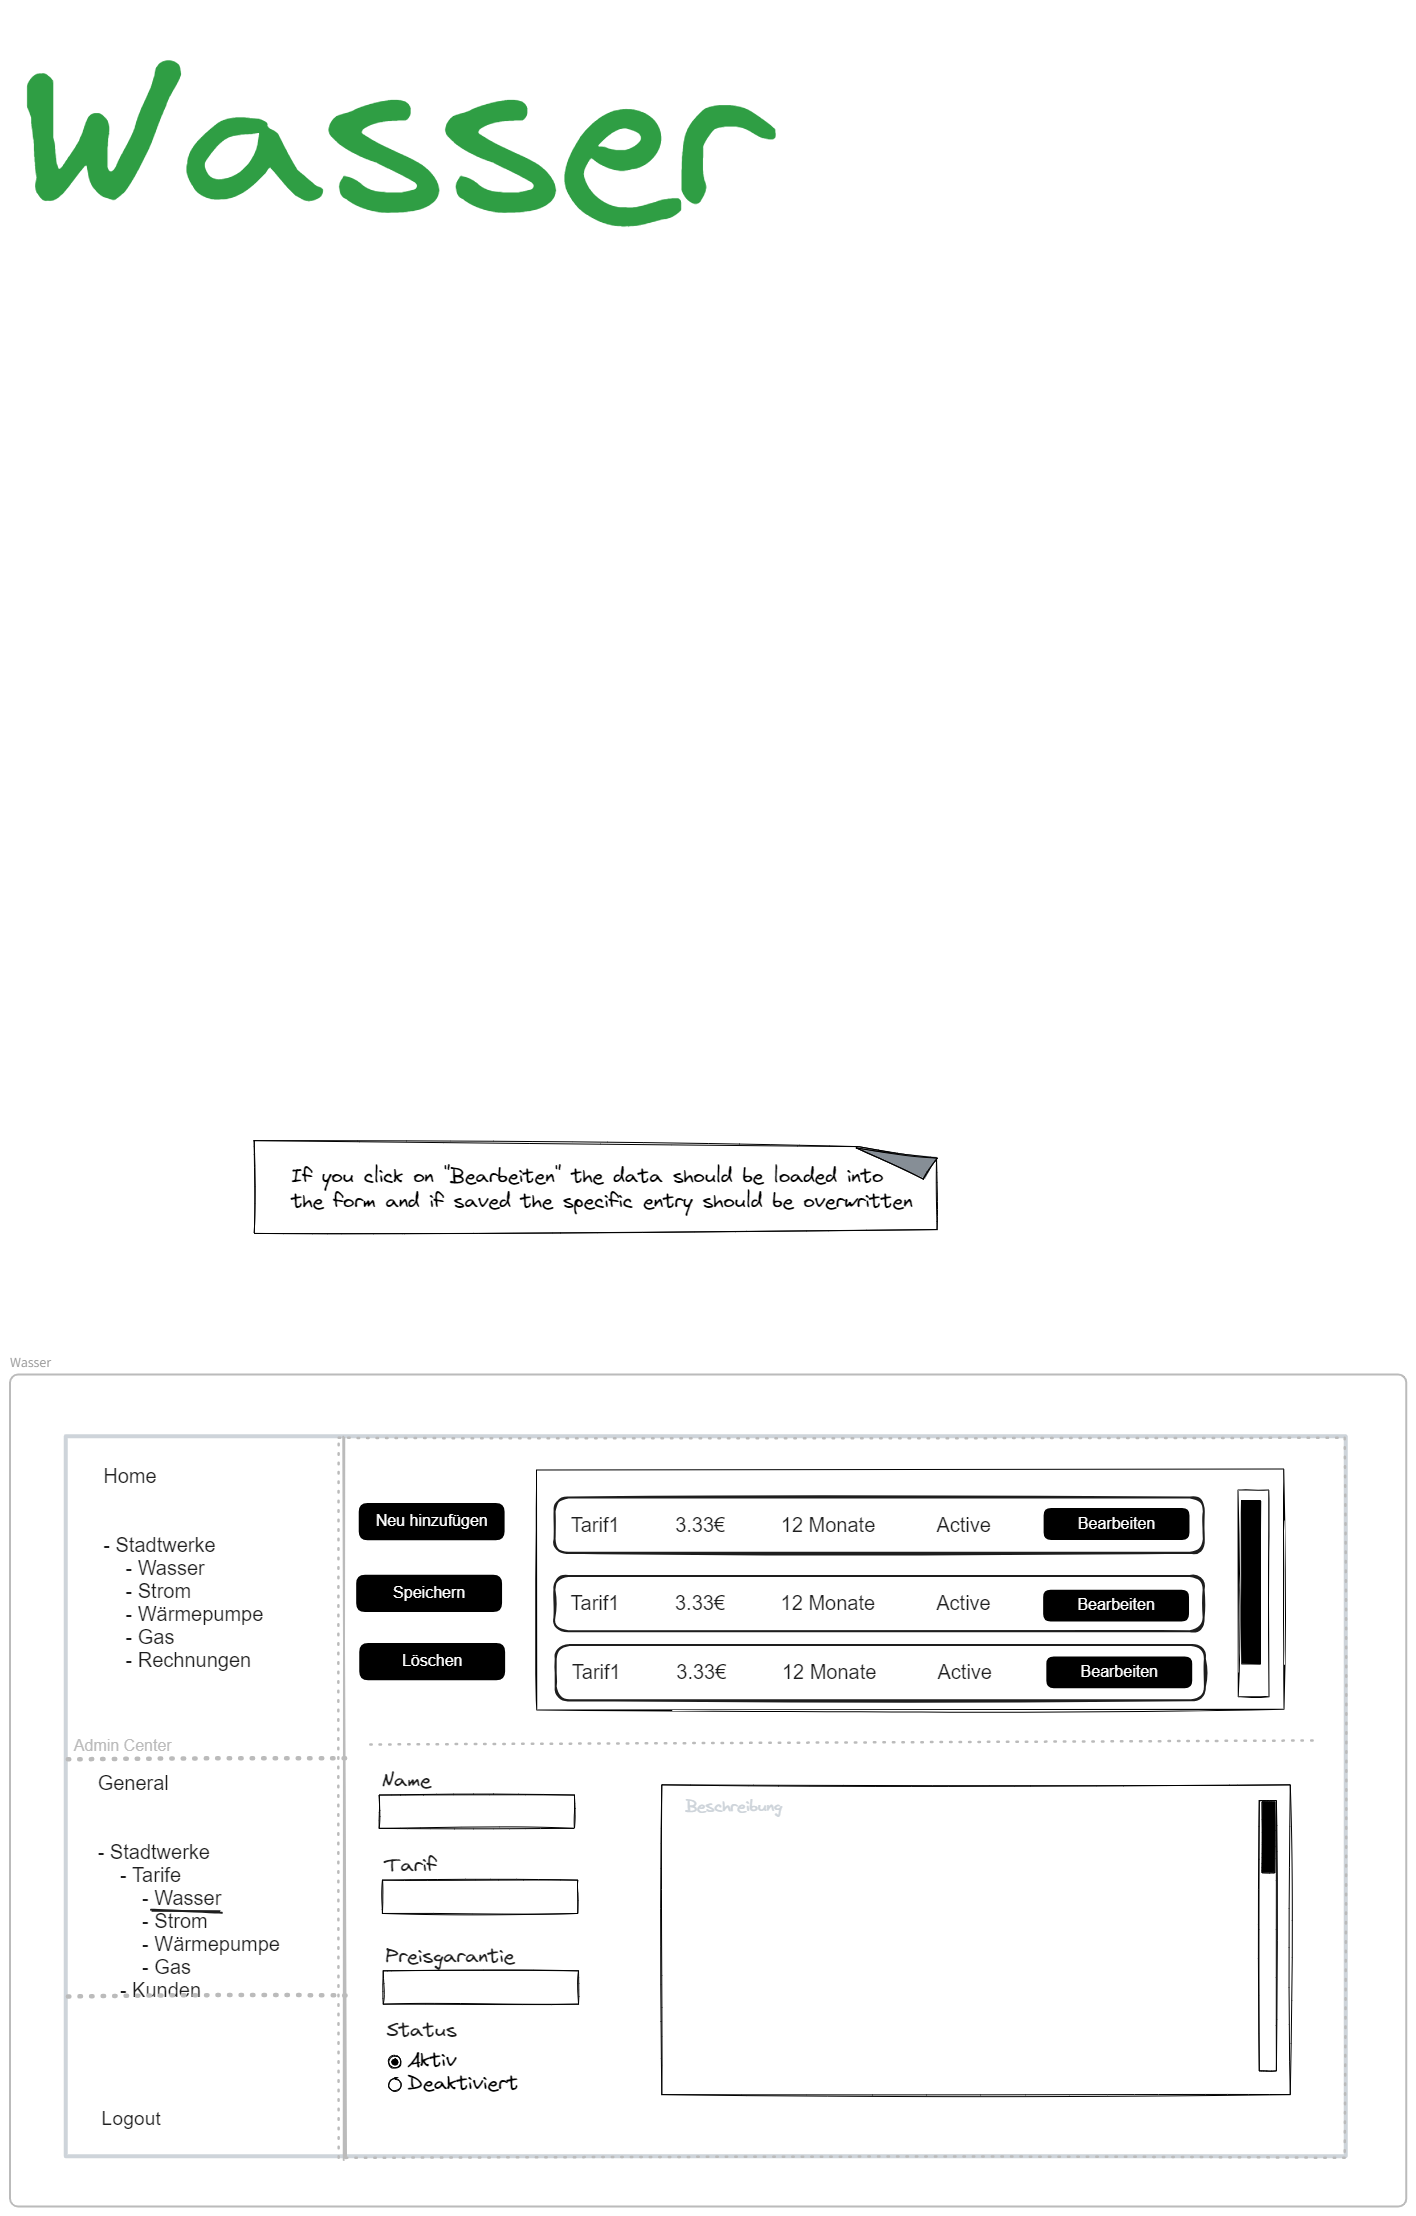 Wasser
If you click on "Bearbeiten" the data should be loaded into
the form and if saved the specific entry should be overwritten
Wasser
Home
- Stadtwerke
- Wasser
- Strom
- Wärmepumpe
- Gas
- Rechnungen
Admin Center
General
- Stadtwerke
- Tarife
- Wasser
- Strom
- Wärmepumpe
- Gas
- Kunden
Logout
Neu hinzufügen
Speichern
Löschen
Tarif1 3.33€ 12 Monate Active Bearbeiten
Tarif1 3.33€ 12 Monate Active Bearbeiten
Tarif1 3.33€ 12 Monate Active Bearbeiten
Name
Tarif
Preisgarantie
Status
Aktiv
Deaktiviert
Beschreibung